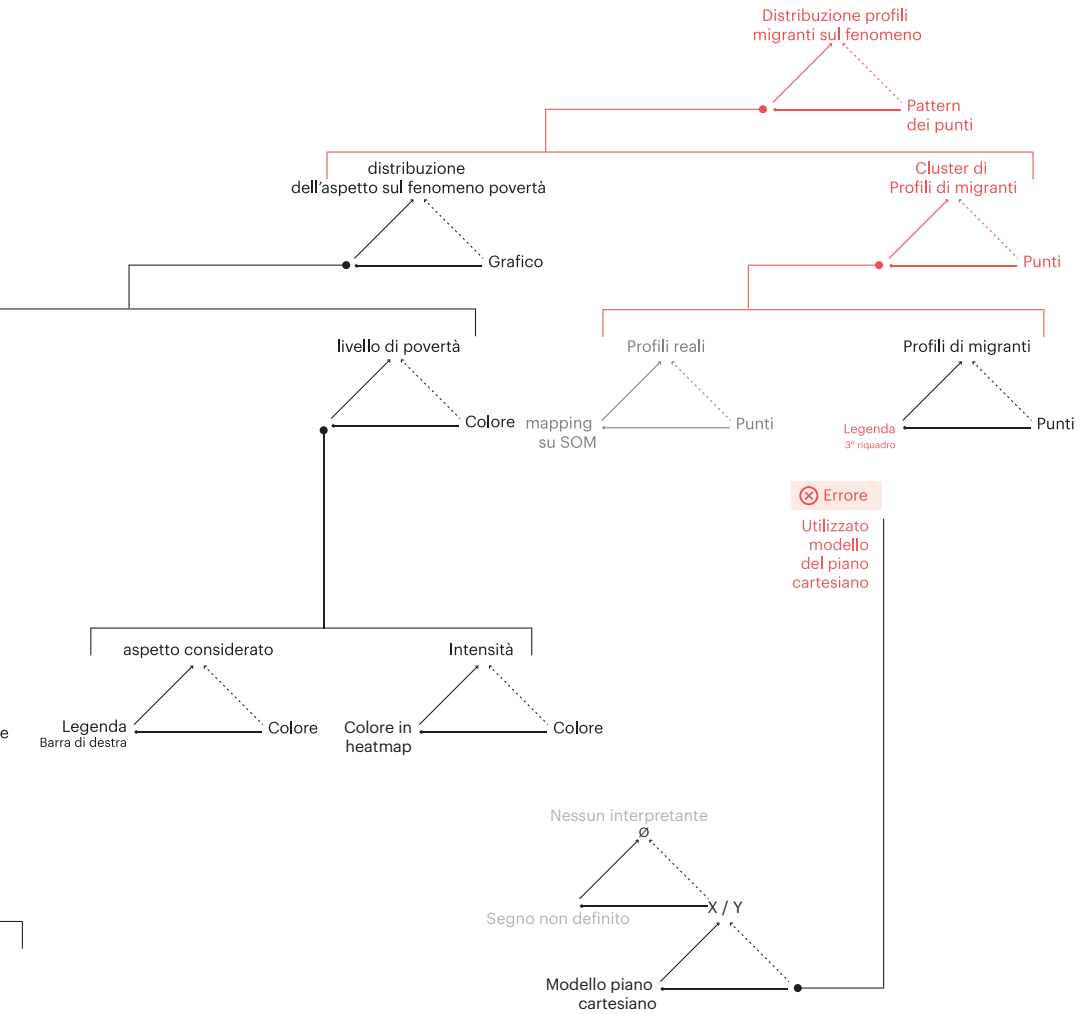 Distribuzione profili
migranti sul fenomeno
Pattern
dei punti
distribuzione
dell'aspetto sul fenomeno povertà
Cluster di
Profili di migranti
Grafico
Punti
livello di povertà
Profili reali
Profili di migranti
Colore
mapping
su SOM
Punti
Legenda
3° riquadro
Punti
Errore
Utilizzato
modello
del piano
cartesiano
aspetto considerato
Intensità
e
Legenda
Barra di destra
Colore
Colore in
heatmap
Colore
Nessun interpretante
Ø
Segno non definito
X / Y
Modello piano
cartesiano